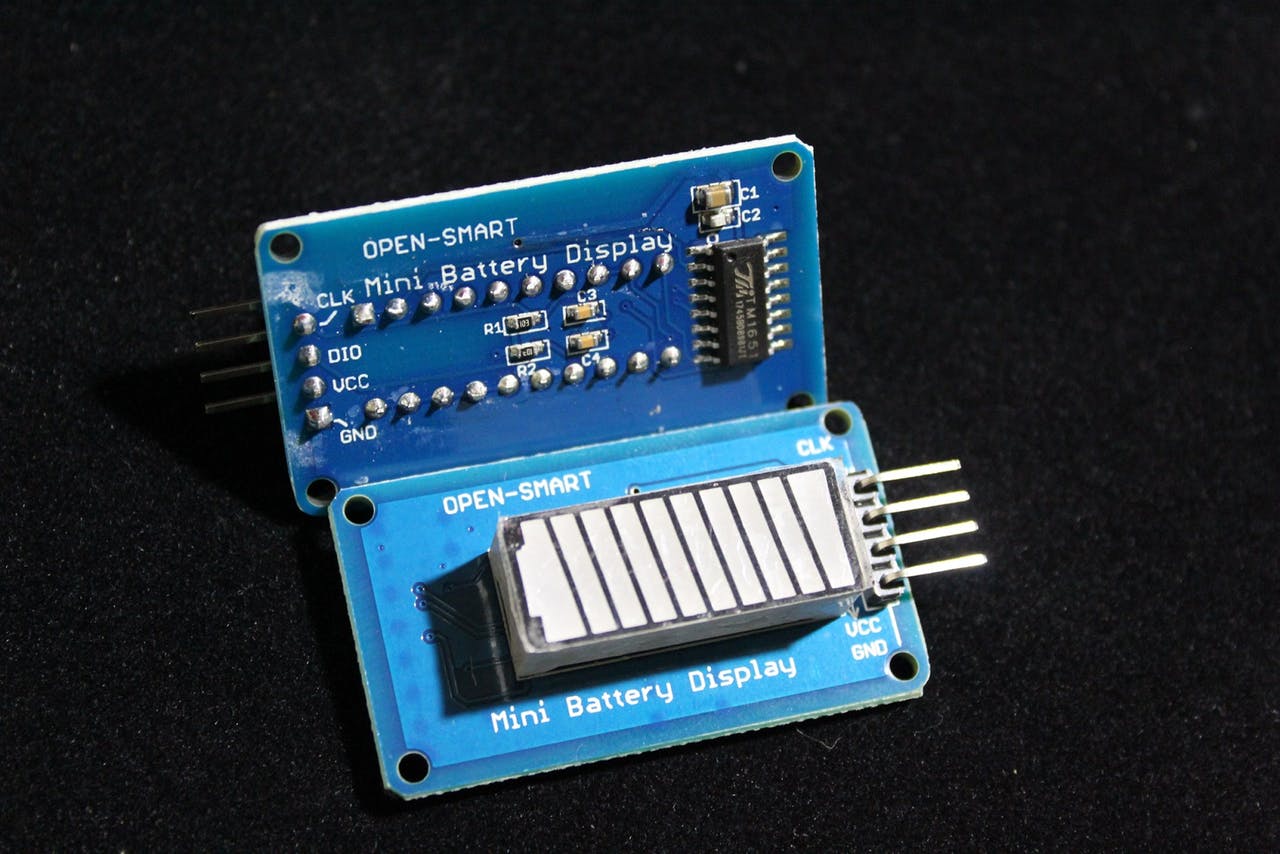 OPEN-SMART
Mini Battery Display
C1
C2
CLK
DIO
VCC
GND
R1
R2
C3
C4
TM1651
OPEN-SMART
CLK
VCC
GND
Mini Battery Display